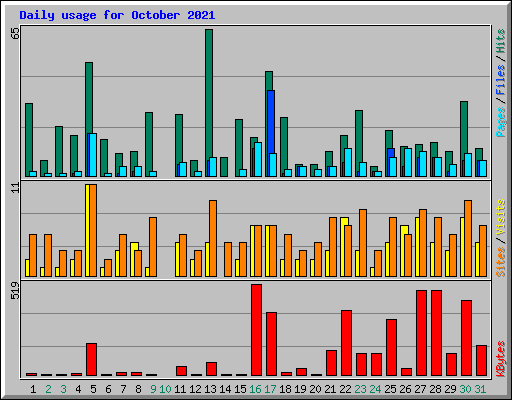 Daily usage for October 2021
65
Pages / Files / Hits
11
Sites / Visits
519
KBytes
1 2 3 4 5 6 7 8 9 10 11 12 13 14 15 16 17 18 19 20 21 22 23 24 25 26 27 28 29 30 31